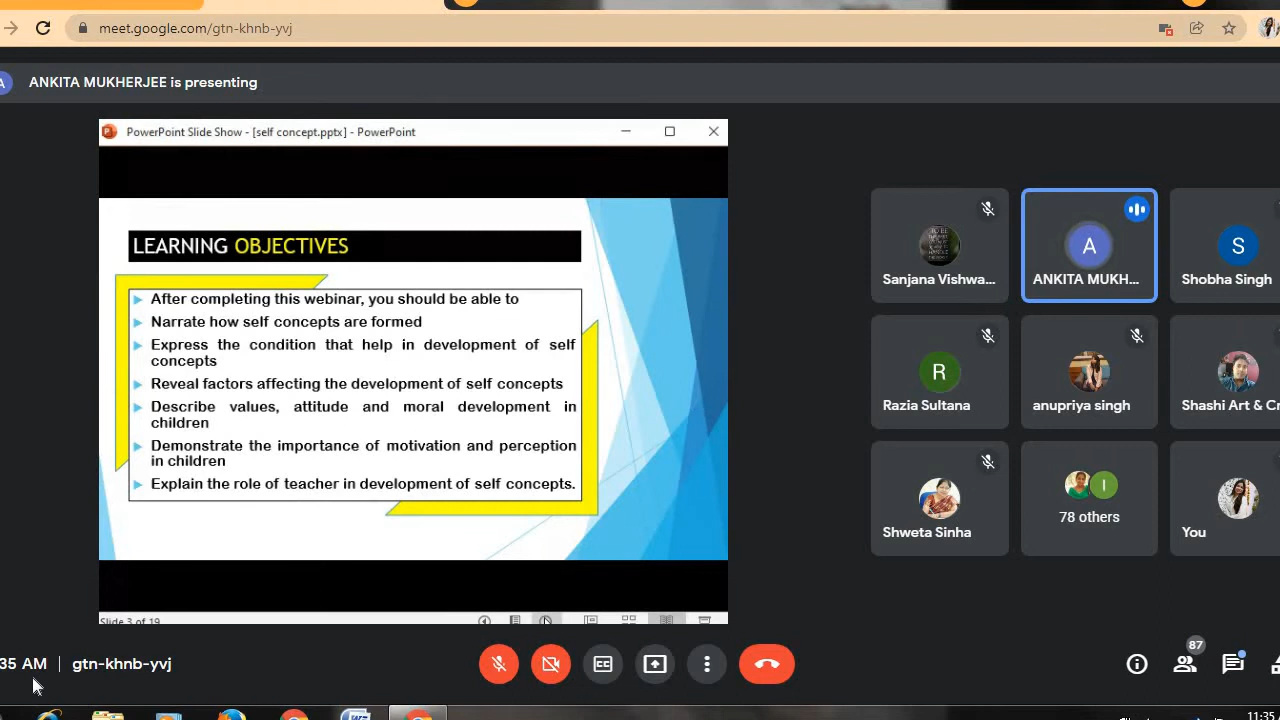 meet.google.com/gtn-khnb-yvj
A
ANKITA MUKHERJEE is presenting
PowerPoint Slide Show - [self concept.pptx] - PowerPoint
LEARNING OBJECTIVES
After completing this webinar, you should be able to
Narrate how self concepts are formed
Express the condition that help in development of self
concepts
Reveal factors affecting the development of self concepts
Describe values, attitude and moral development in
children
Demonstrate the importance of motivation and perception
in children
Explain the role of teacher in development of self concepts.
Slide 3 of 19
Sanjana Vishwa...
A
ANKITA MUKH...
S
Shobha Singh
R
Razia Sultana
anupriya singh
Shashi Art & Cr
Shweta Sinha
I
78 others
You
35 AM
gtn-khnb-yvj
87
11:35